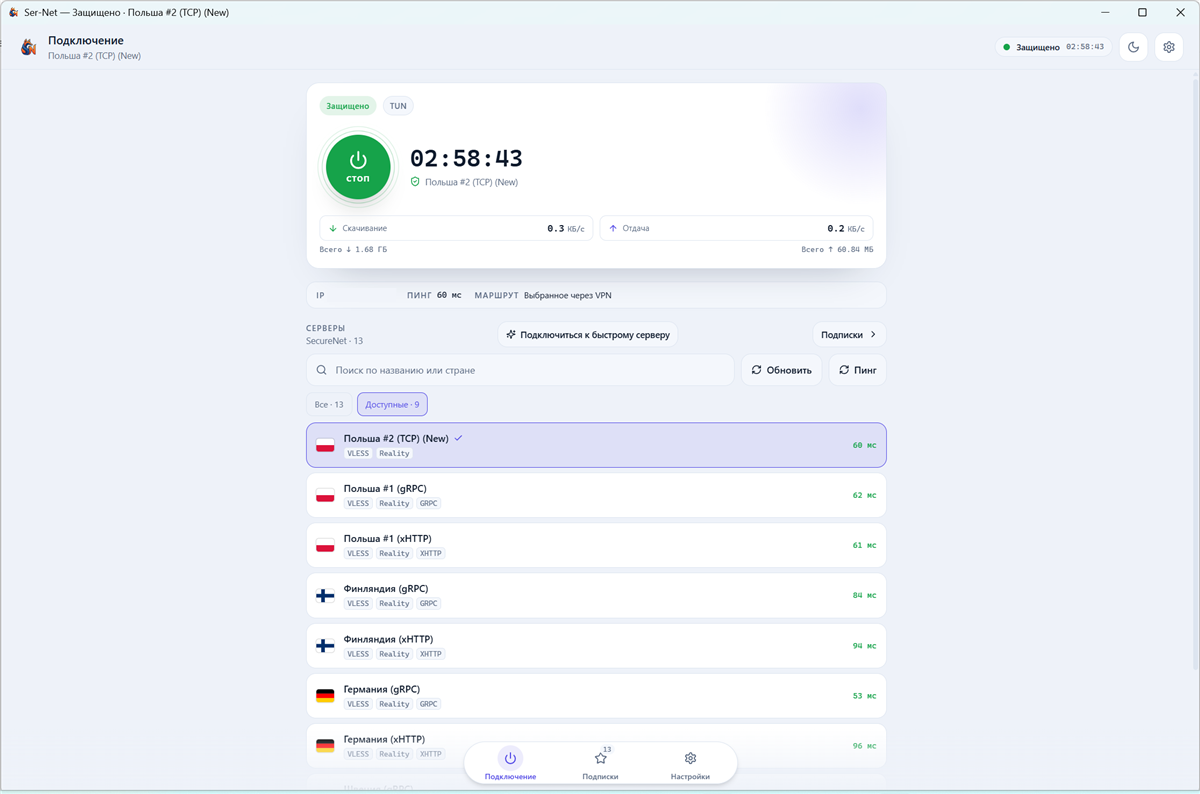 Ser-Net — Защищено · Польша #2 (TCP) (New)
Подключение
Польша #2 (TCP) (New)
Защищено 02:58:43
Защищено TUN
СТОП
02:58:43
Польша #2 (TCP) (New)
Скачивание 0.3 КБ/с
Отдача 0.2 КБ/с
Всего ↓ 1.68 ГБ
Всего ↑ 60.84 МБ
IP ПИНГ 60 мс МАРШРУТ Выбранное через VPN
СЕРВЕРЫ
SecureNet · 13
Подключиться к быстрому серверу
Подписки
Поиск по названию или стране
Обновить
Пинг
Все · 13
Доступные · 9
Польша #2 (TCP) (New)
VLESS Reality
60 мс
Польша #1 (gRPC)
VLESS Reality GRPC
62 мс
Польша #1 (xHTTP)
VLESS Reality XHTTP
61 мс
Финляндия (gRPC)
VLESS Reality GRPC
84 мс
Финляндия (xHTTP)
VLESS Reality XHTTP
94 мс
Германия (gRPC)
VLESS Reality GRPC
53 мс
Германия (xHTTP)
VLESS Reality XHTTP
96 мс
13
Подключение
Подписки
Настройки